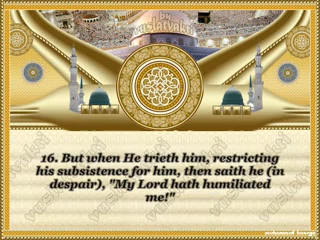 vuslatvakti
16. But when He trieth him, restricting
his subsistence for him, then saith he (in
despair), "My Lord hath humiliated
me!"